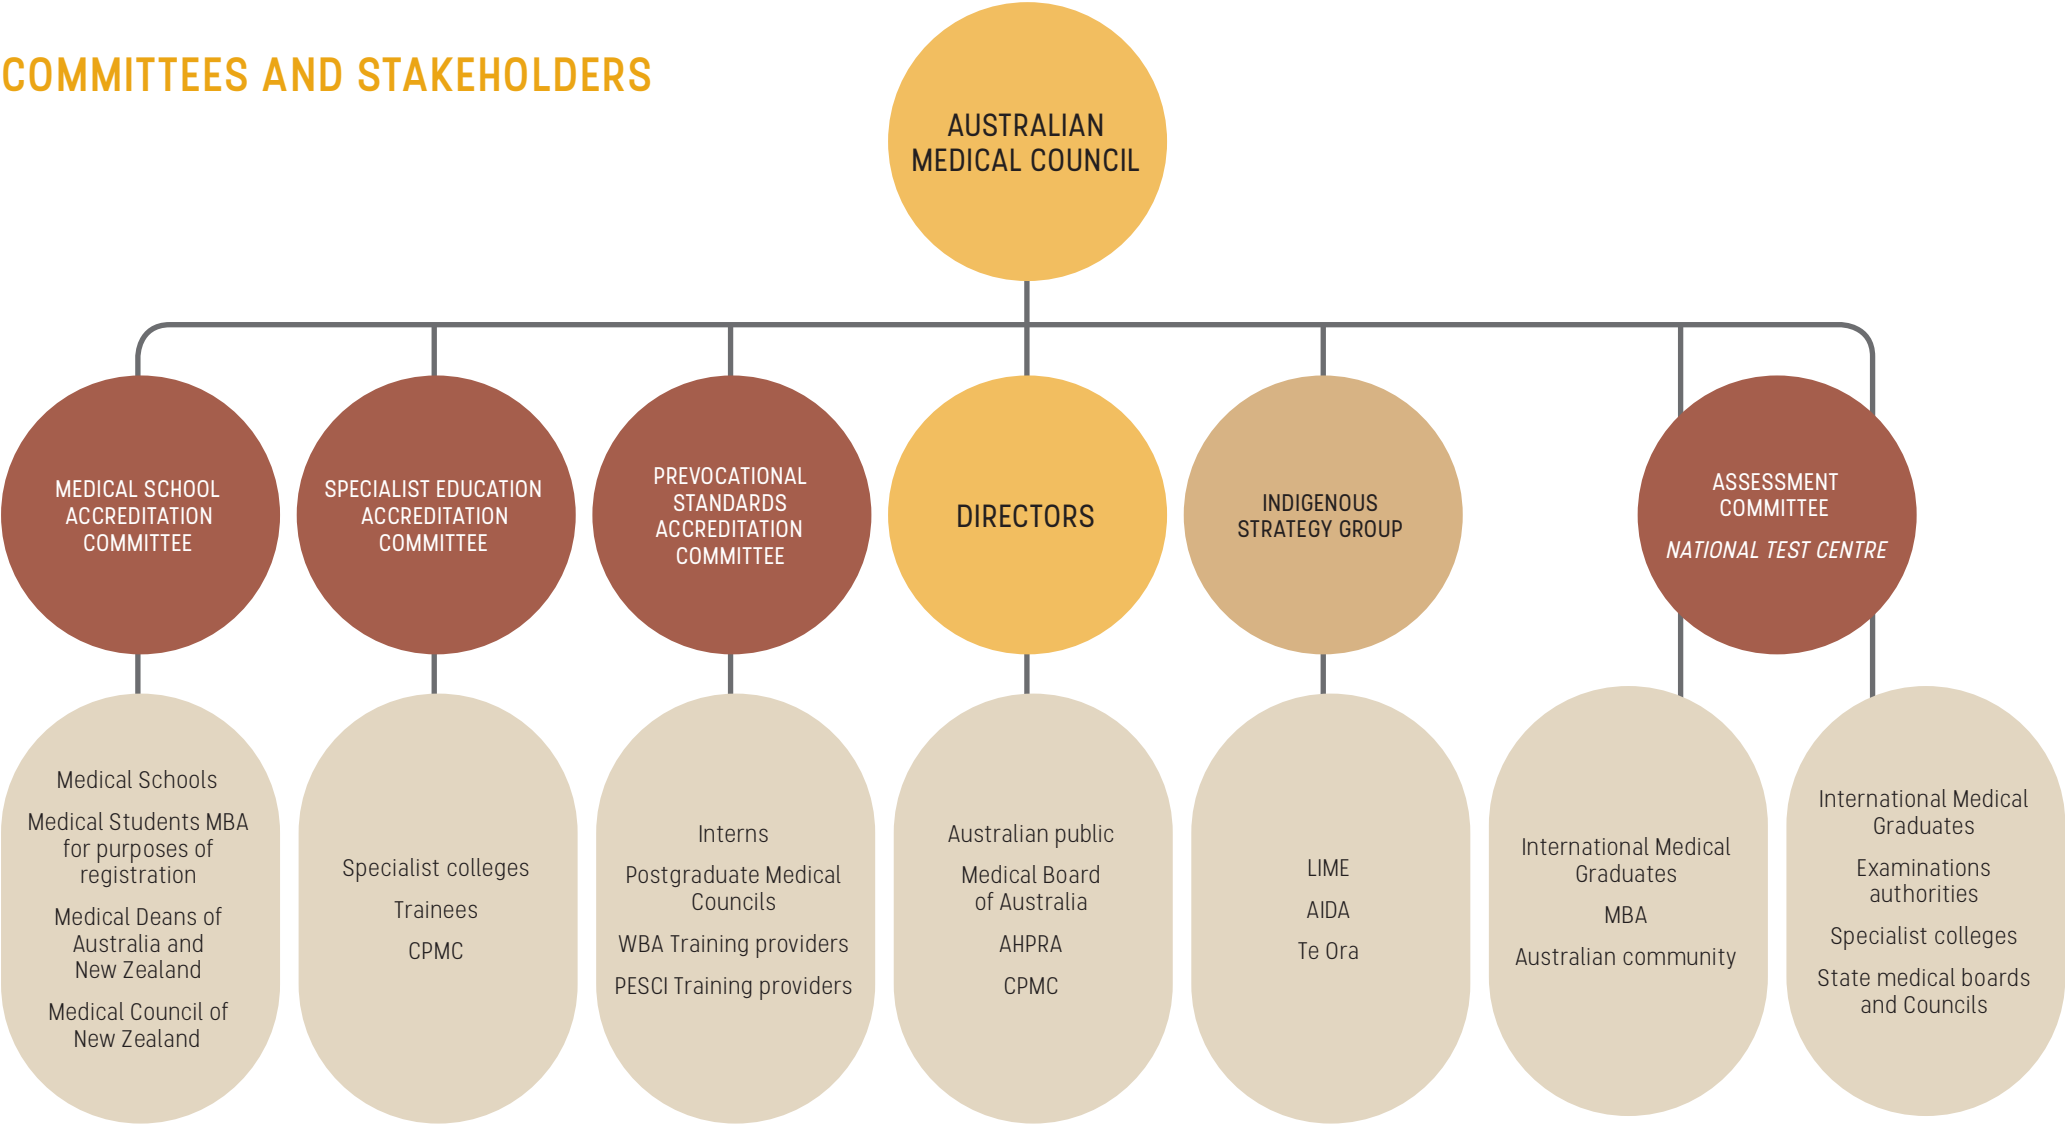 COMMITTEES AND STAKEHOLDERS
AUSTRALIAN
MEDICAL COUNCIL
MEDICAL SCHOOL
ACCREDITATION
COMMITTEE
SPECIALIST EDUCATION
ACCREDITATION
COMMITTEE
PREVOCATIONAL
STANDARDS
ACCREDITATION
COMMITTEE
DIRECTORS
INDIGENOUS
STRATEGY GROUP
ASSESSMENT
COMMITTEE
NATIONAL TEST CENTRE
Medical Schools
Medical Students MBA
for purposes of
registration
Medical Deans of
Australia and
New Zealand
Medical Council of
New Zealand
Specialist colleges
Trainees
CPMC
Interns
Postgraduate Medical
Councils
WBA Training providers
PESCI Training providers
Australian public
Medical Board
of Australia
AHPRA
CPMC
LIME
AIDA
Te Ora
International Medical
Graduates
MBA
Australian community
International Medical
Graduates
Examinations
authorities
Specialist colleges
State medical boards
and Councils